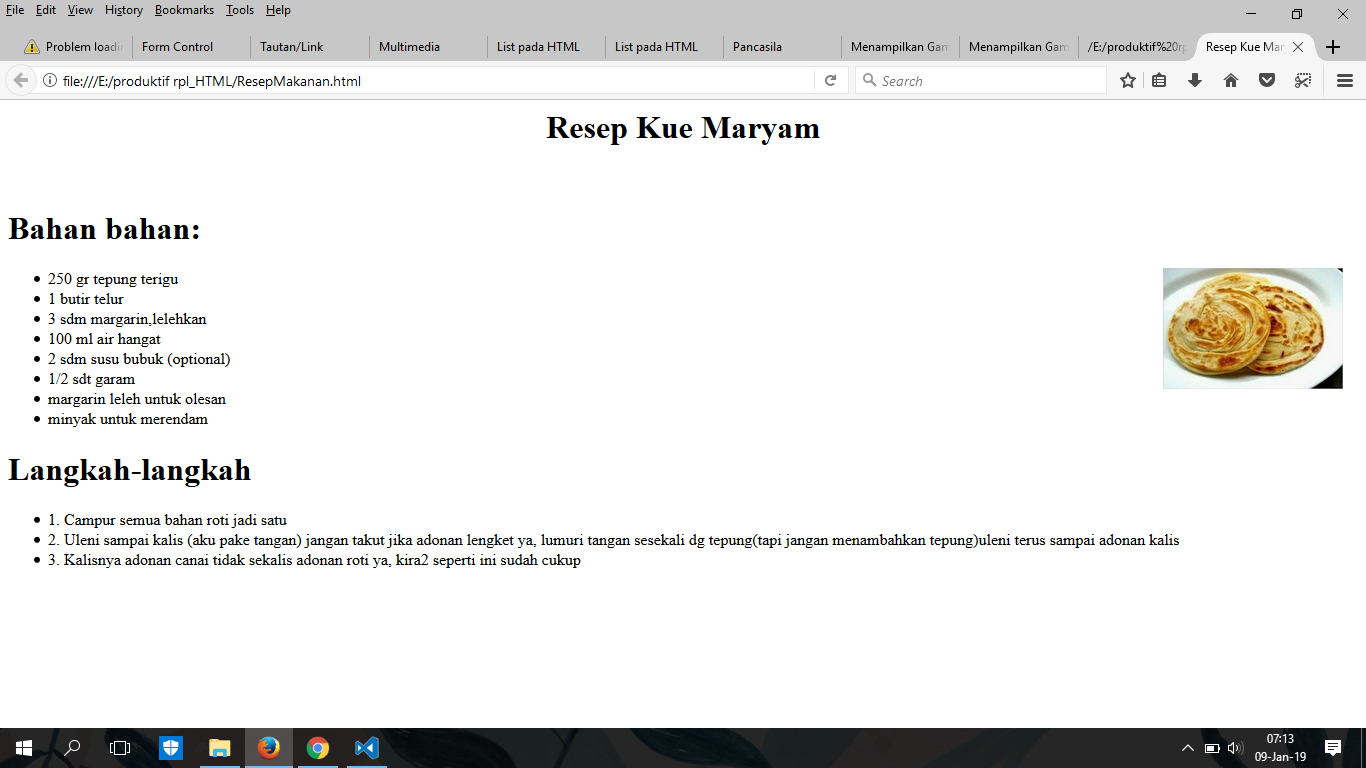 File Edit View History Bookmarks Tools Help
Problem loadi Form Control Tautan/Link Multimedia List pada HTML List pada HTML Pancasila Menampilkan Gam Menampilkan Gam /E:/produktif%20rp Resep Kue Mar
file:///E:/produktif rpl_HTML/ResepMakanan.html Search
Resep Kue Maryam
Bahan bahan:
• 250 gr tepung terigu
• 1 butir telur
• 3 sdm margarin,lelehkan
• 100 ml air hangat
• 2 sdm susu bubuk (optional)
• 1/2 sdt garam
• margarin leleh untuk olesan
• minyak untuk merendam
Langkah-langkah
• 1. Campur semua bahan roti jadi satu
• 2. Uleni sampai kalis (aku pake tangan) jangan takut jika adonan lengket ya, lumuri tangan sesekali dg tepung(tapi jangan menambahkan tepung)uleni terus sampai adonan kalis
• 3. Kalisnya adonan canai tidak sekalis adonan roti ya, kira2 seperti ini sudah cukup
07:13
09-Jan-19